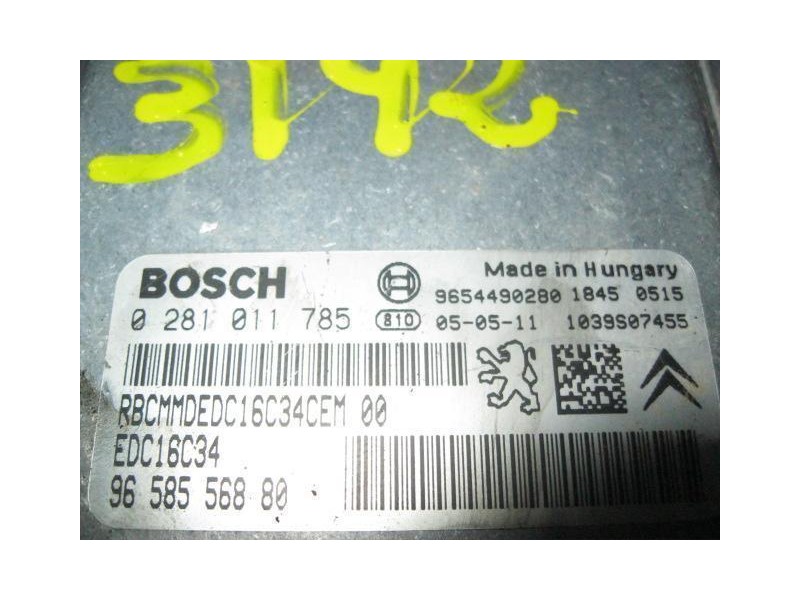 3142
BOSCH
Made in Hungary
9654490280 1845 0515
0 281 011 785 810 05-05-11 1039S07455
RBCMMDEDC16C34CEM 00
EDC16C34
96 585 568 80